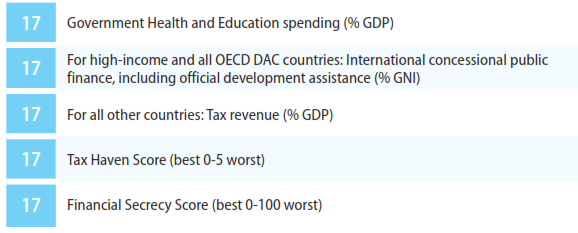 17 Government Health and Education spending (% GDP)
17 For high-income and all OECD DAC countries: International concessional public
finance, including official development assistance (% GNI)
17 For all other countries: Tax revenue (% GDP)
17 Tax Haven Score (best 0-5 worst)
17 Financial Secrecy Score (best 0-100 worst)